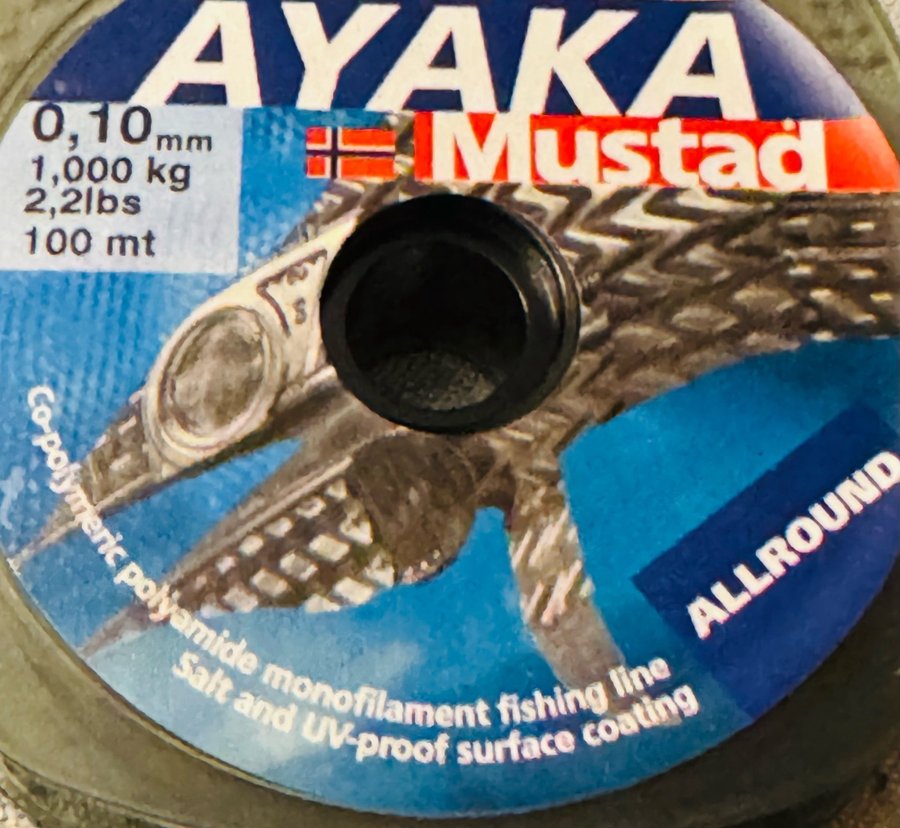 AYAKA
0,10mm
1,000 kg
2,2lbs
100 mt
Mustad
ALLROUND
Co-polymeric polyamide monofilament fishing line
Salt and UV-proof surface coating